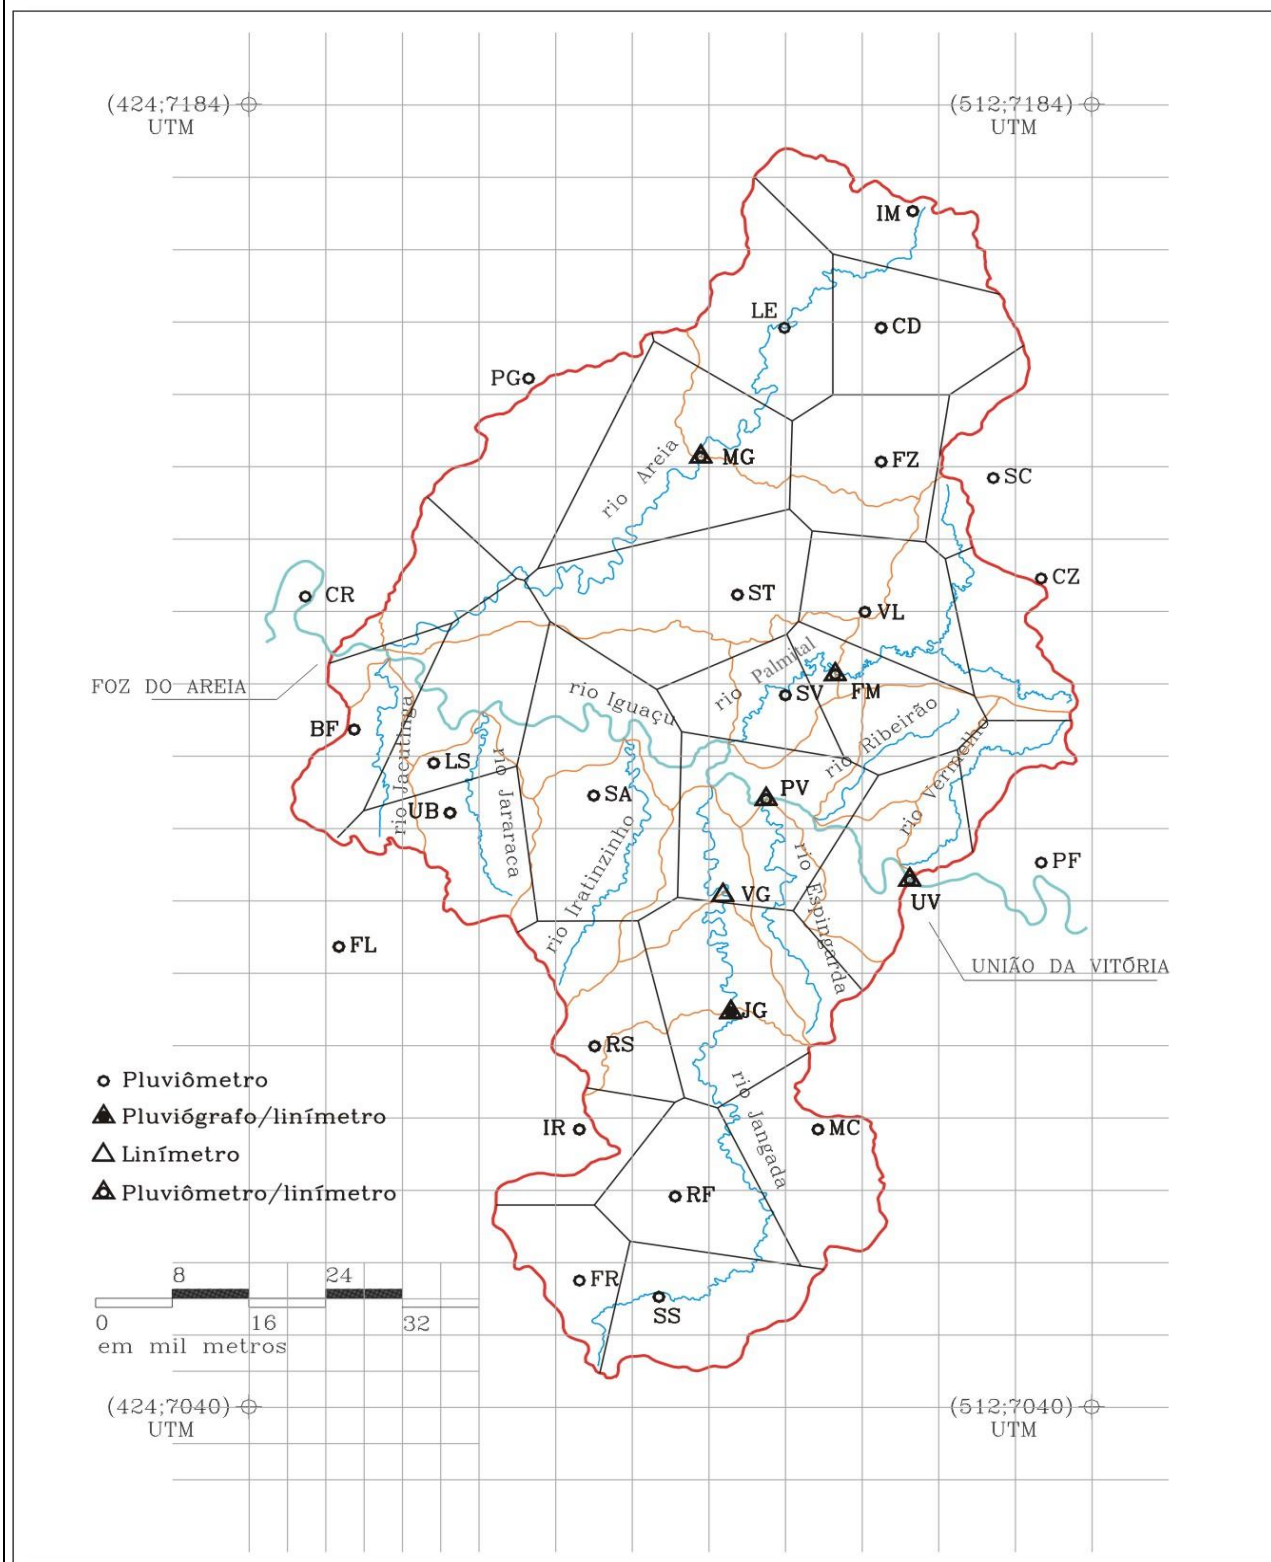 (424;7184)
UTM
(512;7184)
UTM
IM
LE
CD
PG
rio Areia
MG
FZ
SC
CR
ST
CZ
VL
FOZ DO AREIA
rio Iguaçu
rio Palmital
SV
FM
BF
rio Jacutinga
LS
rio Jararaca
rio Ribeirão
rio Vermelho
UB
SA
PV
rio Iratinzinho
rio Espingarda
PF
VG
UV
FL
UNIÃO DA VITÓRIA
JG
RS
rio Jangada
Pluviômetro
Pluviógrafo/linímetro
Linímetro
Pluviômetro/linímetro
IR
MC
RF
FR
SS
8
24
0
16
32
em mil metros
(424;7040)
UTM
(512;7040)
UTM